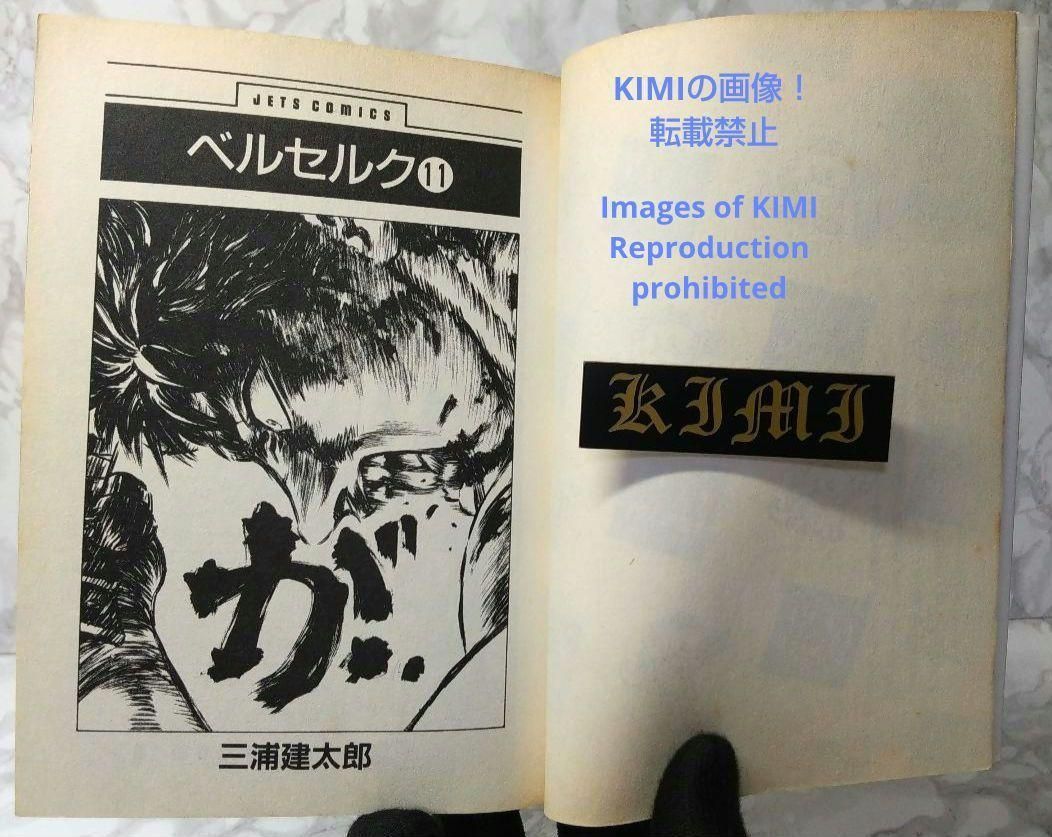 JETS COMICS
ベルセルク⑪
が‥
三浦建太郎
KIMIの画像！
転載禁止
Images of KIMI
Reproduction
prohibited
KIMI